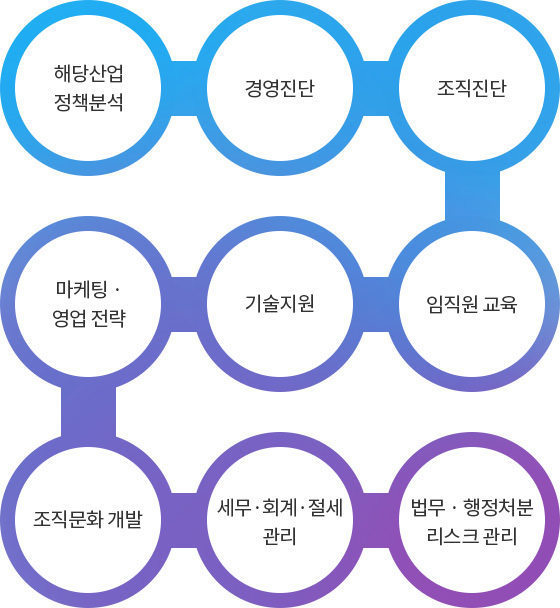 해당산업
정책분석
경영진단
조직진단
마케팅 ·
영업 전략
기술지원
임직원 교육
조직문화 개발
세무·회계·절세
관리
법무 · 행정처분
리스크 관리